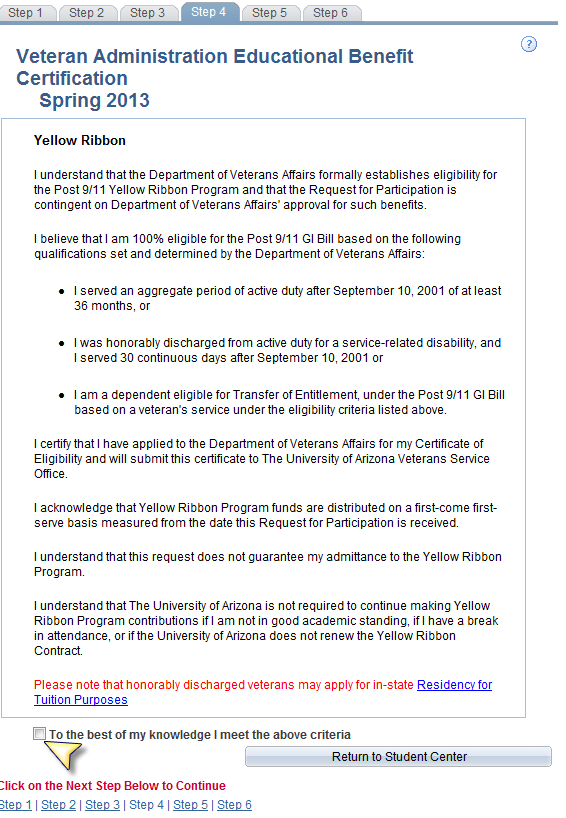 Step 1 Step 2 Step 3 Step 4 Step 5 Step 6
?
Veteran Administration Educational Benefit
Certification
Spring 2013
Yellow Ribbon
I understand that the Department of Veterans Affairs formally establishes eligibility for
the Post 9/11 Yellow Ribbon Program and that the Request for Participation is
contingent on Department of Veterans Affairs' approval for such benefits.
I believe that I am 100% eligible for the Post 9/11 GI Bill based on the following
qualifications set and determined by the Department of Veterans Affairs:
• I served an aggregate period of active duty after September 10, 2001 of at least
36 months, or
• I was honorably discharged from active duty for a service-related disability, and
I served 30 continuous days after September 10, 2001 or
• I am a dependent eligible for Transfer of Entitlement, under the Post 9/11 GI Bill
based on a veteran's service under the eligibility criteria listed above.
I certify that I have applied to the Department of Veterans Affairs for my Certificate of
Eligibility and will submit this certificate to The University of Arizona Veterans Service
Office.
I acknowledge that Yellow Ribbon Program funds are distributed on a first-come first-
serve basis measured from the date this Request for Participation is received.
I understand that this request does not guarantee my admittance to the Yellow Ribbon
Program.
I understand that The University of Arizona is not required to continue making Yellow
Ribbon Program contributions if I am not in good academic standing, if I have a break
in attendance, or if the University of Arizona does not renew the Yellow Ribbon
Contract.
Please note that honorably discharged veterans may apply for in-state Residency for
Tuition Purposes
To the best of my knowledge I meet the above criteria
Return to Student Center
Click on the Next Step Below to Continue
Step 1 | Step 2 | Step 3 | Step 4 | Step 5 | Step 6